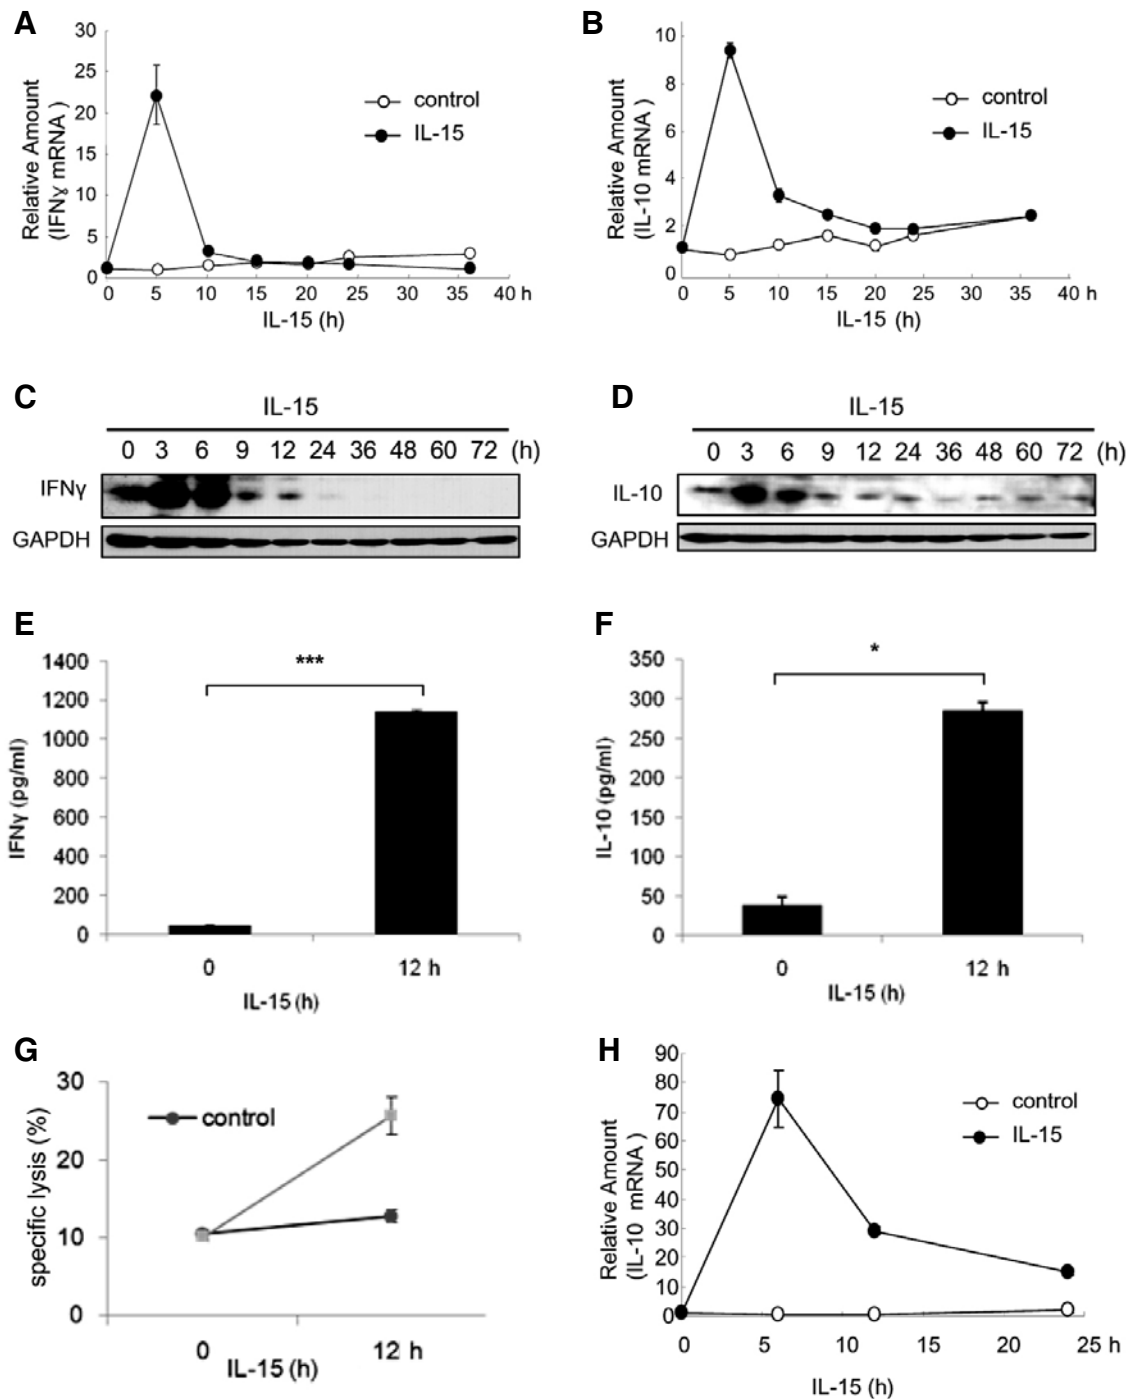 A
30
25
20
15
10
5
0
Relative Amount
(IFNɣ mRNA )
control
IL-15
0 5 10 15 20 25 30 35 40 h
IL-15 (h)
B
10
8
6
4
2
0
Relative Amount
(IL-10 mRNA )
control
IL-15
0 5 10 15 20 25 30 35 40 h
IL-15 (h)
C
IL-15
0 3 6 9 12 24 36 48 60 72 (h)
IFNγ
GAPDH
D
IL-15
0 3 6 9 12 24 36 48 60 72 (h)
IL-10
GAPDH
E
1400
1200
1000
800
600
400
200
0
IFNγ (pg/ml)
***
0 12 h
IL-15 (h)
F
350
300
250
200
150
100
50
0
IL-10 (pg/ml)
*
0 12 h
IL-15 (h)
G
30
20
10
0
specific lysis (%)
control
0 12 h
IL-15 (h)
H
90
80
70
60
50
40
30
20
10
0
Relative Amount
(IL-10 mRNA )
control
IL-15
0 5 10 15 20 25 h
IL-15 (h)